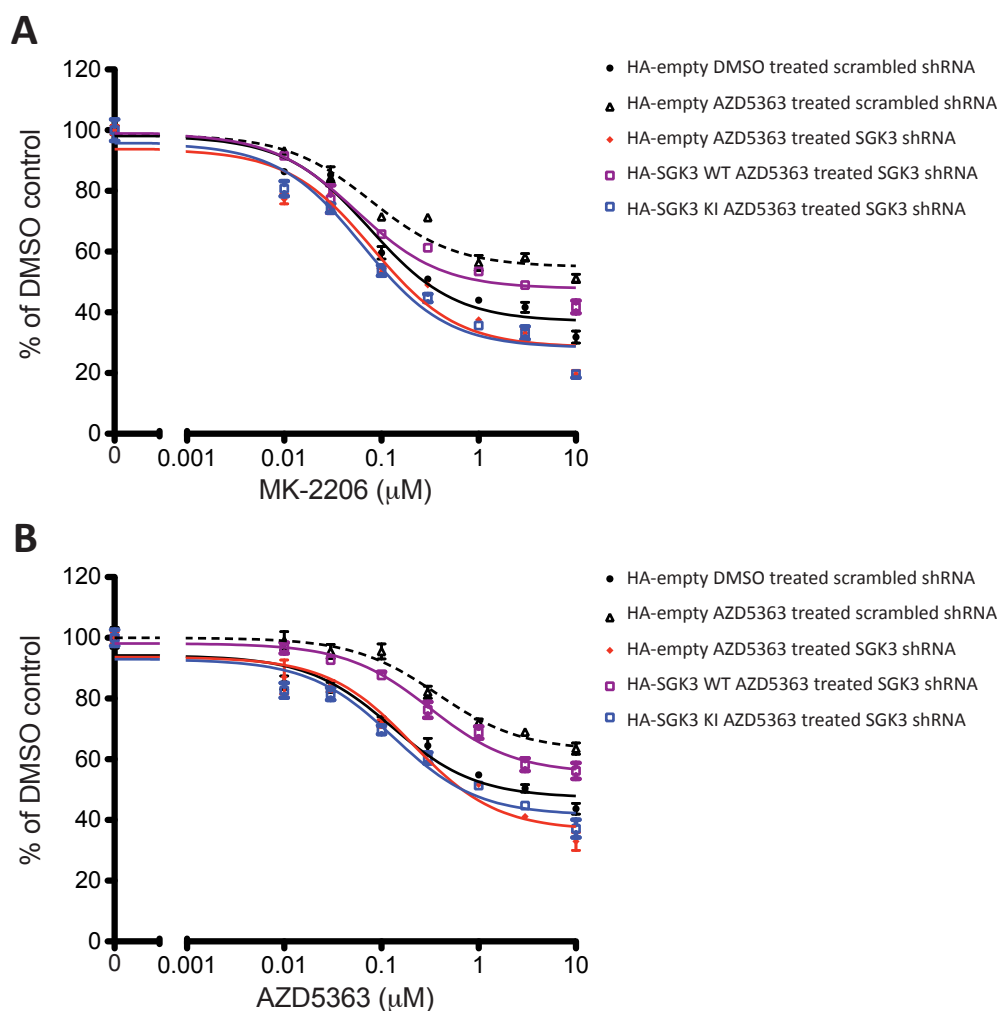 A
120
100
80
60
40
20
0
% of DMSO control
0 0.001 0.01 0.1 1 10
MK-2206 (μM)
HA-empty DMSO treated scrambled shRNA
HA-empty AZD5363 treated scrambled shRNA
HA-empty AZD5363 treated SGK3 shRNA
HA-SGK3 WT AZD5363 treated SGK3 shRNA
HA-SGK3 KI AZD5363 treated SGK3 shRNA
B
120
100
80
60
40
20
0
% of DMSO control
0 0.001 0.01 0.1 1 10
AZD5363 (μM)
HA-empty DMSO treated scrambled shRNA
HA-empty AZD5363 treated scrambled shRNA
HA-empty AZD5363 treated SGK3 shRNA
HA-SGK3 WT AZD5363 treated SGK3 shRNA
HA-SGK3 KI AZD5363 treated SGK3 shRNA